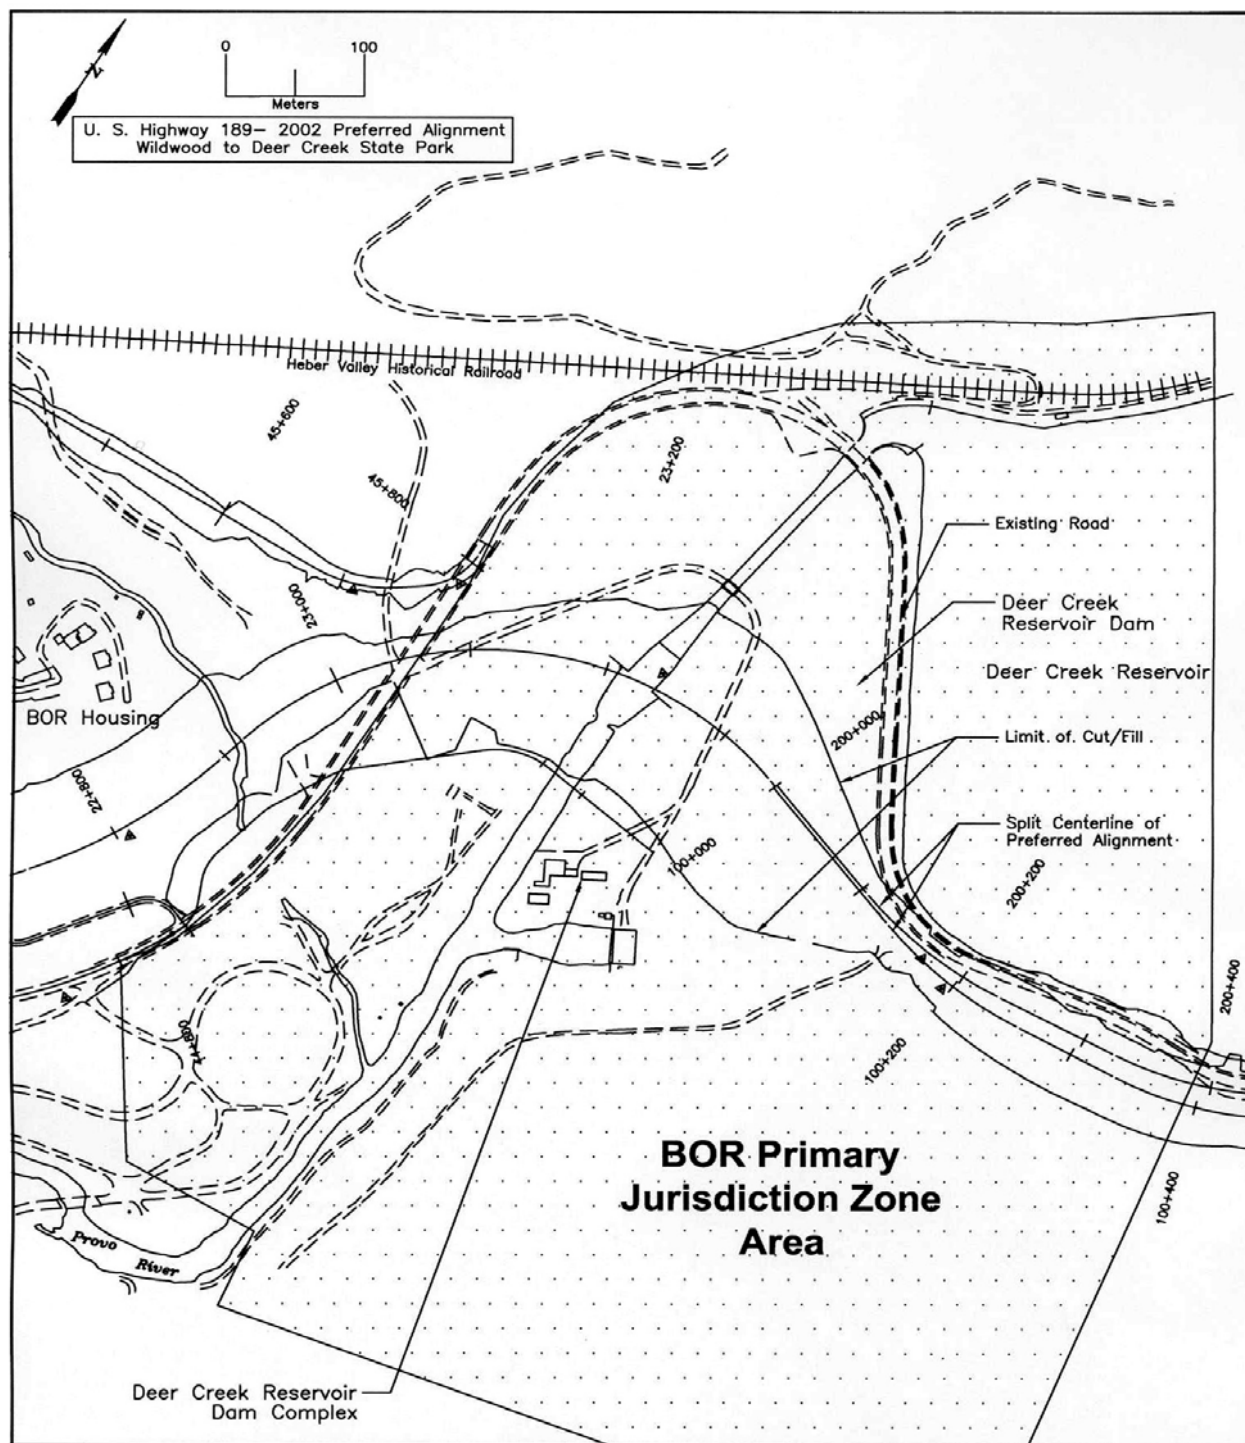 N
0
100
Meters
U. S. Highway 189– 2002 Preferred Alignment
Wildwood to Deer Creek State Park
Heber Valley Historical Railroad
45+600
45+800
23+200
Existing Road
Deer Creek
Reservoir Dam
23+000
Deer Creek Reservoir
BOR Housing
200+000
Limit of Cut/Fill
22+800
Split Centerline of
Preferred Alignment
100+000
200+200
200+400
100+200
BOR Primary
Jurisdiction Zone
Area
100+400
Provo
River
Deer Creek Reservoir
Dam Complex